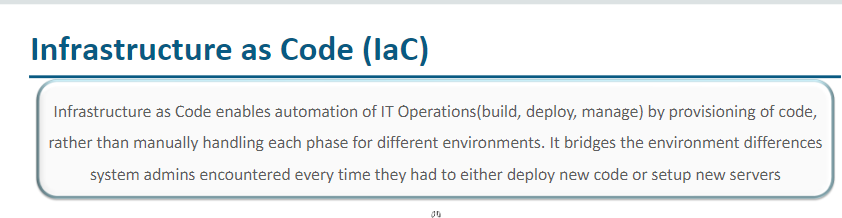 Infrastructure as Code (IaC)
Infrastructure as Code enables automation of IT Operations(build, deploy, manage) by provisioning of code,
rather than manually handling each phase for different environments. It bridges the environment differences
system admins encountered every time they had to either deploy new code or setup new servers